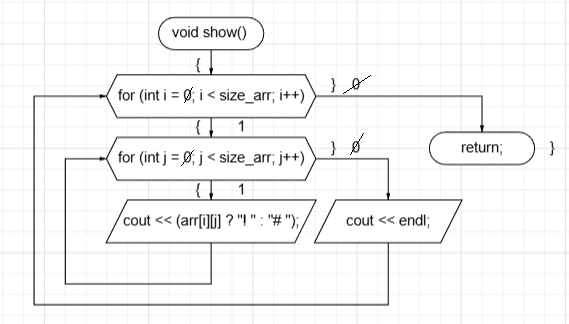 void show()
{
for (int i = 0; i < size_arr; i++)
} 0
{ 1
for (int j = 0; j < size_arr; j++)
} 0
return; }
{ 1
cout << (arr[i][j] ? "! " : "# ");
cout << endl;